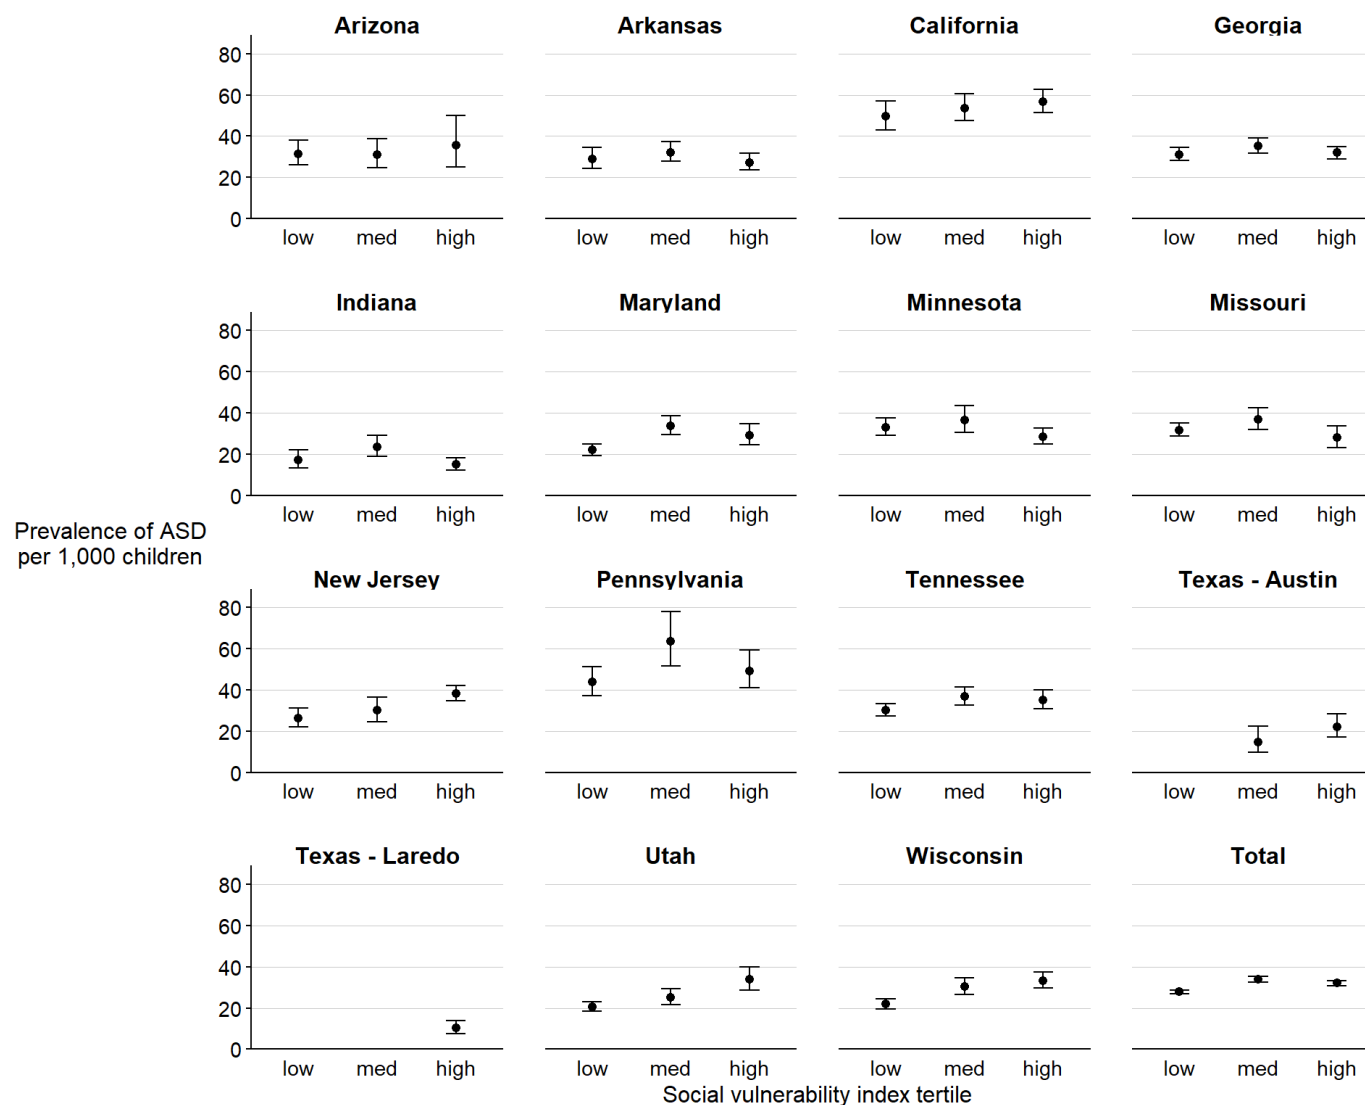 Arizona Arkansas California Georgia
80
60
40
20
0
low med high low med high low med high low med high
Indiana Maryland Minnesota Missouri
80
60
40
20
0
low med high low med high low med high low med high
Prevalence of ASD
per 1,000 children
New Jersey Pennsylvania Tennessee Texas - Austin
80
60
40
20
0
low med high low med high low med high low med high
Texas - Laredo Utah Wisconsin Total
80
60
40
20
0
low med high low med high low med high low med high
Social vulnerability index tertile